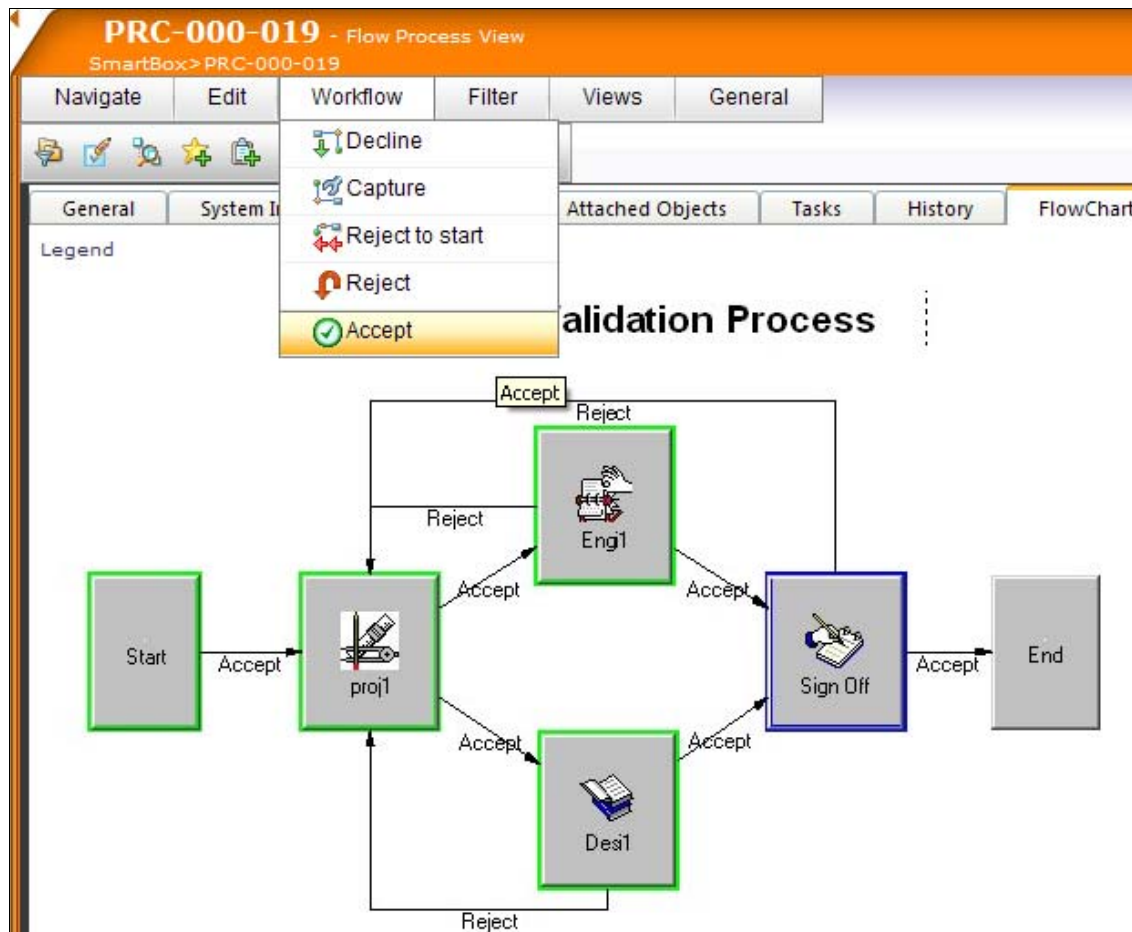 PRC-000-019 - Flow Process View
SmartBox>PRC-000-019
Navigate Edit Workflow Filter Views General
Decline
Capture
Reject to start
Reject
Accept
General System I Attached Objects Tasks History FlowChart
Legend
alidation Process
Accept
Reject
Reject
Engi1
Accept
Accept
Start
Accept
proj1
Sign Off
Accept
End
Accept
Accept
Desi1
Reject